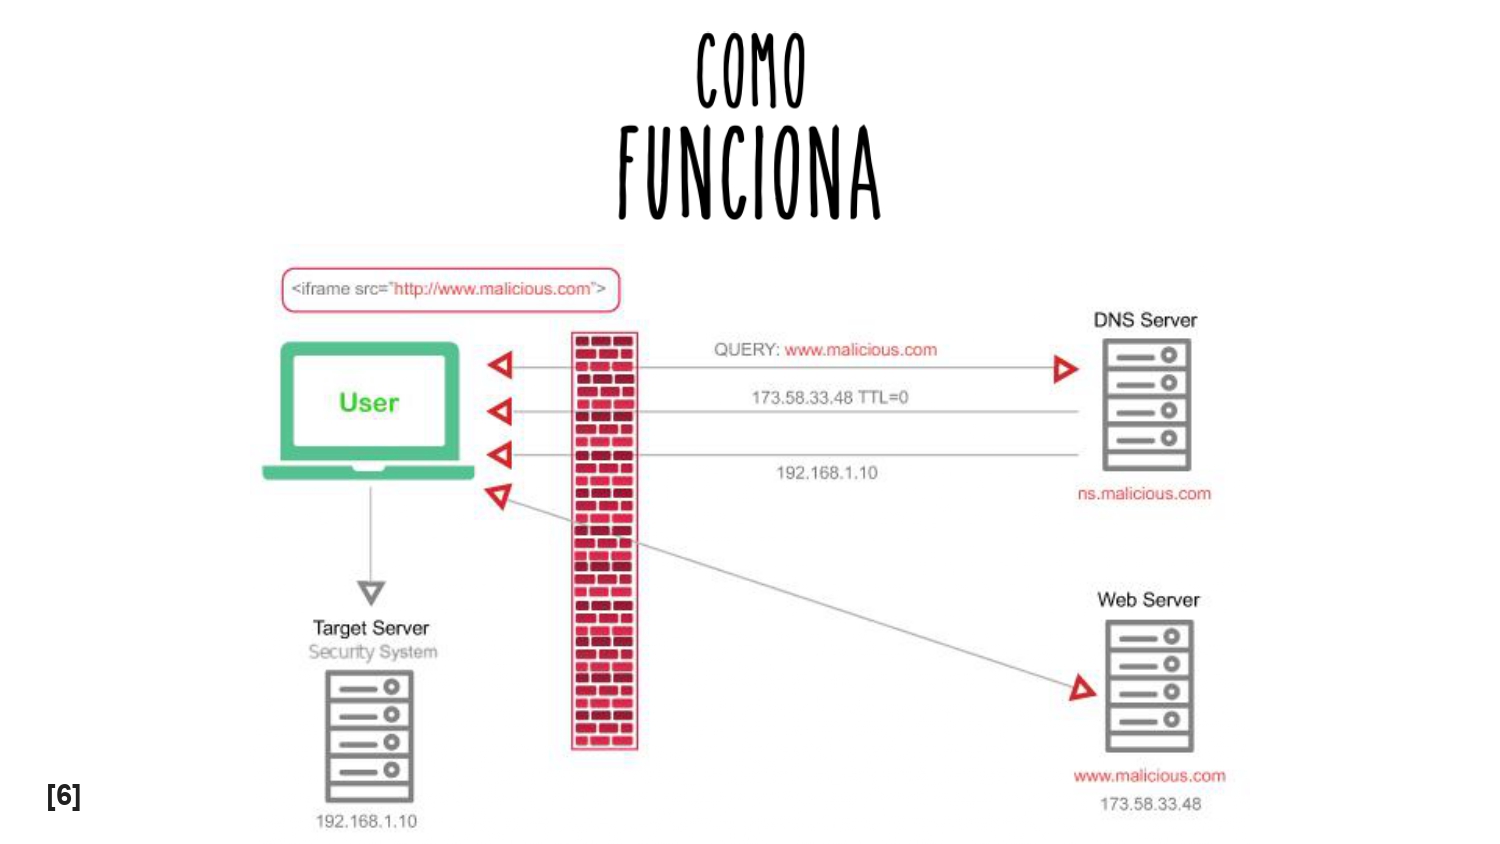 COMO
FUNCIONA
<iframe src="http://www.malicious.com">
DNS Server
QUERY: www.malicious.com
User
173.58.33.48 TTL=0
192.168.1.10
ns.malicious.com
Web Server
Target Server
Security System
www.malicious.com
[6]
173.58.33.48
192.168.1.10